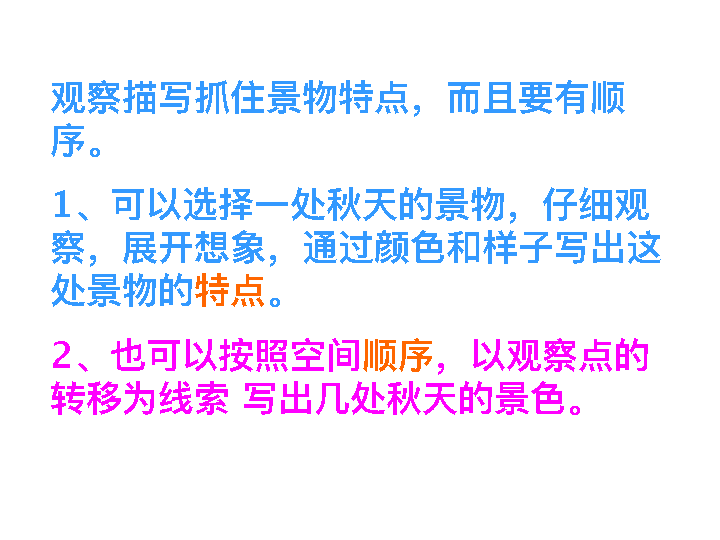 观察描写抓住景物特点，而且要有顺
序。
1、可以选择一处秋天的景物，仔细观
察，展开想象，通过颜色和样子写出这
处景物的特点。
2、也可以按照空间顺序，以观察点的
转移为线索 写出几处秋天的景色。